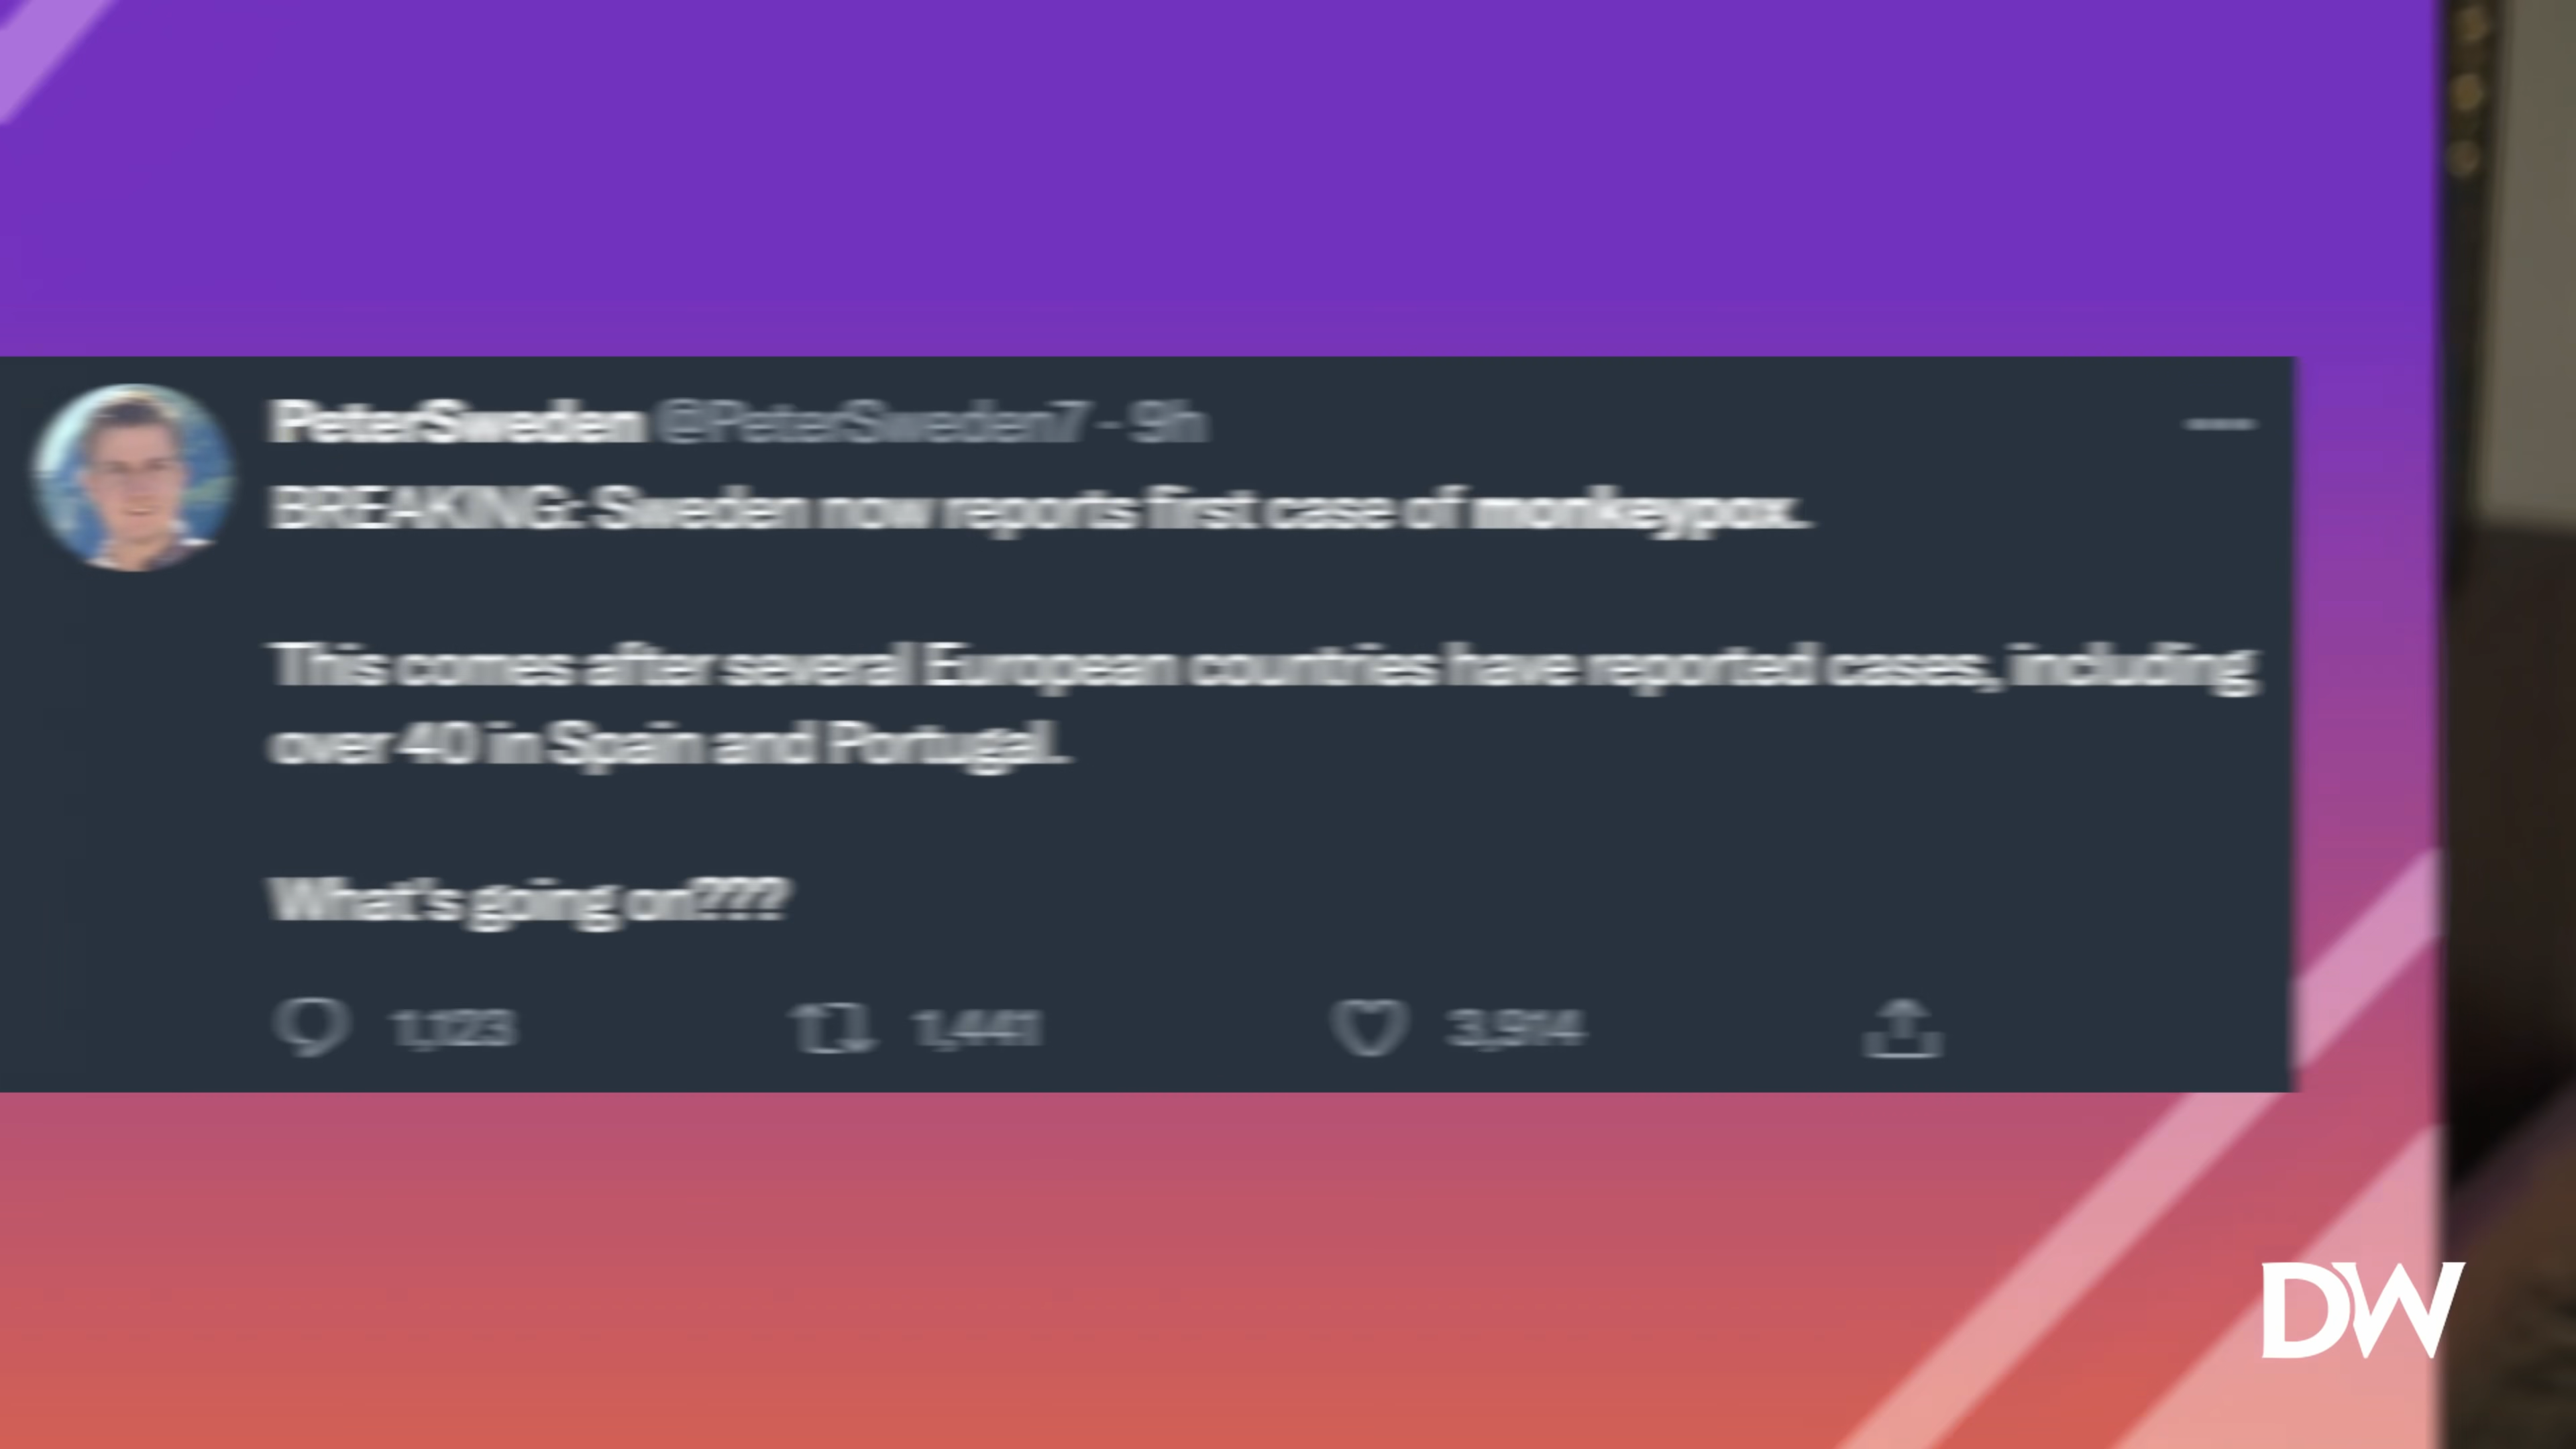 PeterSweden @PeterSweden7 · 9h
BREAKING: Sweden now reports first case of monkeypox.
This comes after several European countries have reported cases, including
over 40 in Spain and Portugal.
What's going on???
1,123 1,441 3,914
DW